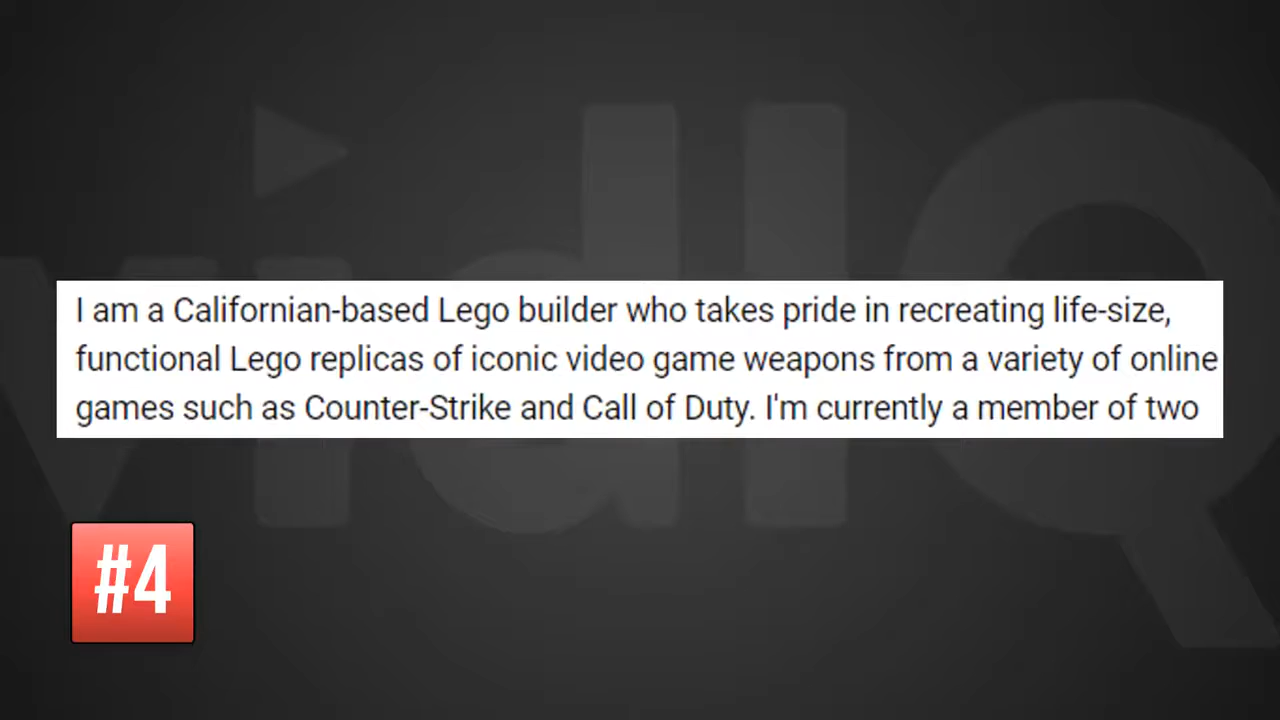 vidIQ
I am a Californian-based Lego builder who takes pride in recreating life-size,
functional Lego replicas of iconic video game weapons from a variety of online
games such as Counter-Strike and Call of Duty. I'm currently a member of two
#4